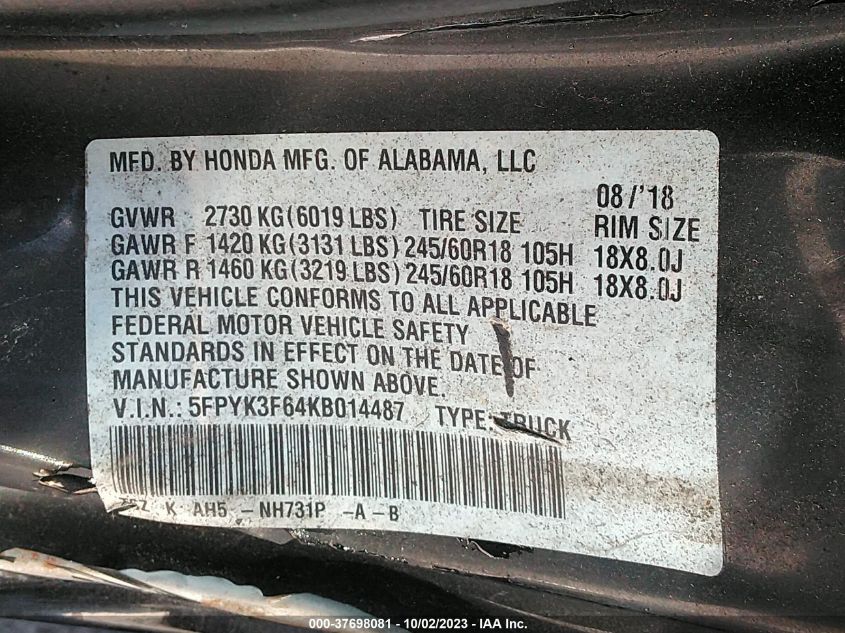 MFD. BY HONDA MFG. OF ALABAMA, LLC
08/'18
GVWR 2730 KG(6019 LBS) TIRE SIZE RIM SIZE
GAWR F 1420 KG(3131 LBS) 245/60R18 105H 18X8.0J
GAWR R 1460 KG(3219 LBS) 245/60R18 105H 18X8.0J
THIS VEHICLE CONFORMS TO ALL APPLICABLE
FEDERAL MOTOR VEHICLE SAFETY
STANDARDS IN EFFECT ON THE DATE OF
MANUFACTURE SHOWN ABOVE.
V.I.N.: 5FPYK3F64KB014487 TYPE: TRUCK
K AH5 -NH731P -A-B
000-37698081 - 10/02/2023 - IAA Inc.